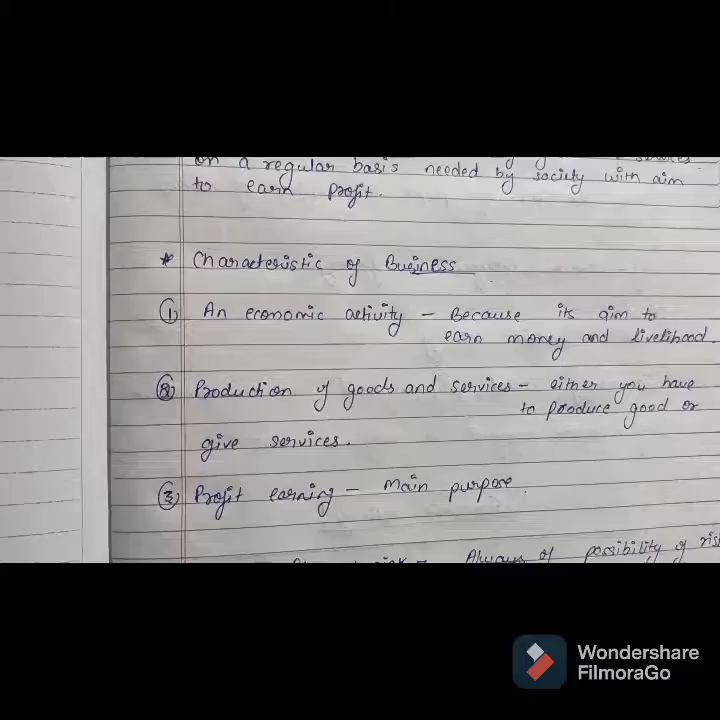 on a regular basis needed by society with aim
to earn profit.
* Characteristic of Business
① An economic activity - Because its aim to
earn money and livelihood.
② Production of goods and services - either you have
to produce good or
give services.
③ Profit earning - Main purpose.
Always of possibility of risk
Wondershare
FilmoraGo